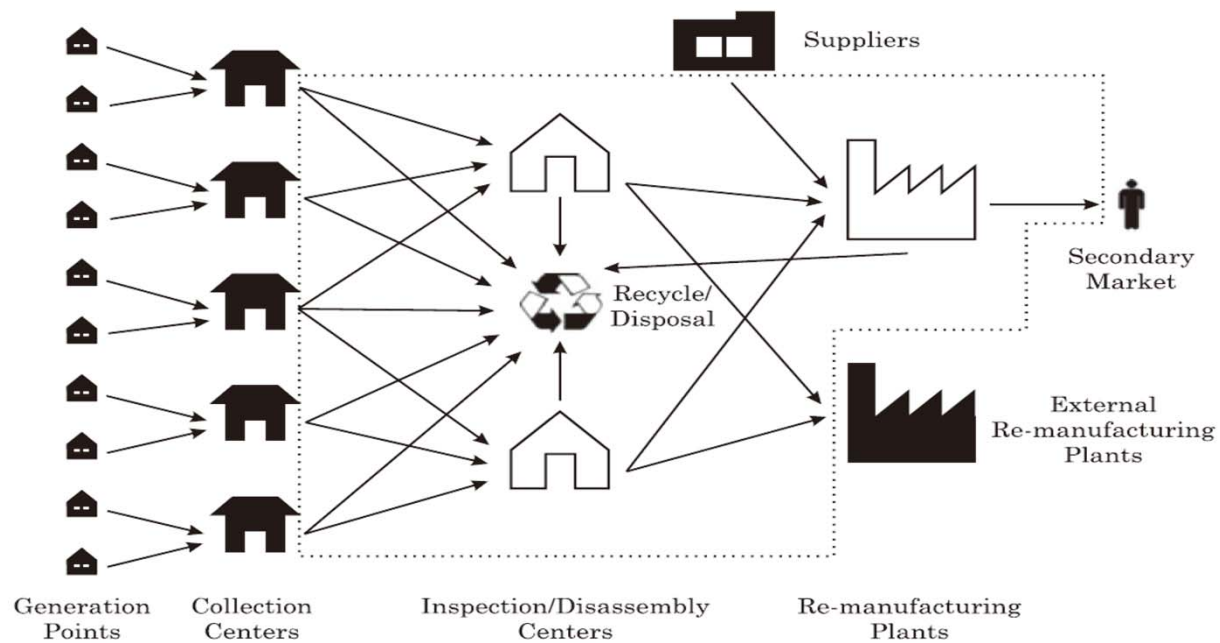 Suppliers
Recycle/
Disposal
Secondary
Market
External
Re-manufacturing
Plants
Generation
Points
Collection
Centers
Inspection/Disassembly
Centers
Re-manufacturing
Plants